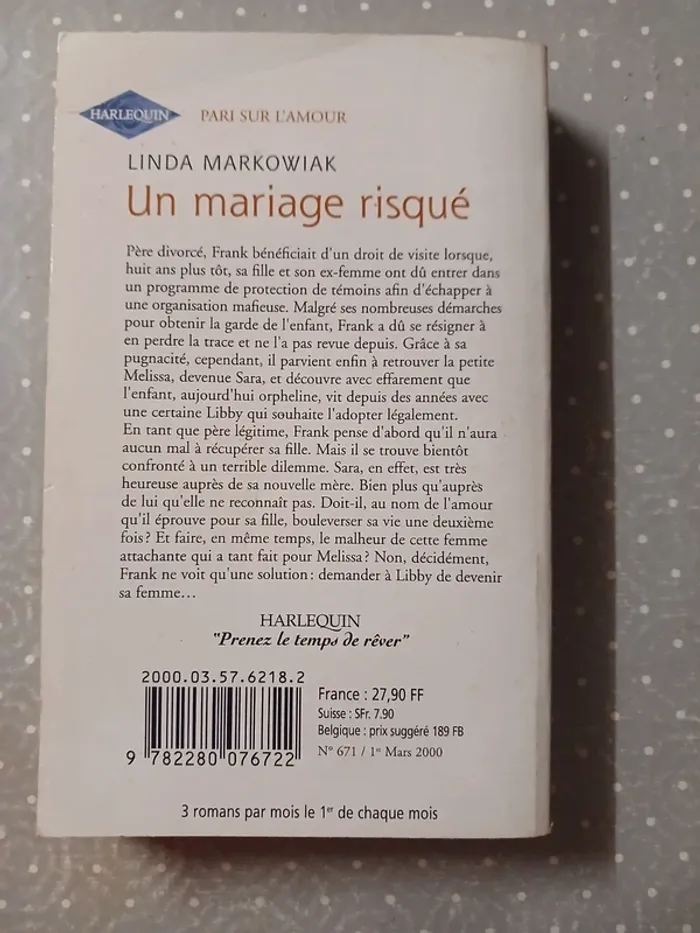 HARLEQUIN
PARI SUR L'AMOUR
LINDA MARKOWIAK
Un mariage risqué
Père divorcé, Frank bénéficiait d'un droit de visite lorsque,
huit ans plus tôt, sa fille et son ex-femme ont dû entrer dans
un programme de protection de témoins afin d'échapper à
une organisation mafieuse. Malgré ses nombreuses démarches
pour obtenir la garde de l'enfant, Frank a dû se résigner à
en perdre la trace et ne l'a pas revue depuis. Grâce à sa
pugnacité, cependant, il parvient enfin à retrouver la petite
Melissa, devenue Sara, et découvre avec effarement que
l'enfant, aujourd'hui orpheline, vit depuis des années avec
une certaine Libby qui souhaite l'adopter légalement.
En tant que père légitime, Frank pense d'abord qu'il n'aura
aucun mal à récupérer sa fille. Mais il se trouve bientôt
confronté à un terrible dilemme. Sara, en effet, est très
heureuse auprès de sa nouvelle mère. Bien plus qu'auprès
de lui qu'elle ne reconnaît pas. Doit-il, au nom de l'amour
qu'il éprouve pour sa fille, bouleverser sa vie une deuxième
fois? Et faire, en même temps, le malheur de cette femme
attachante qui a tant fait pour Melissa? Non, décidément,
Frank ne voit qu'une solution : demander à Libby de devenir
sa femme...
HARLEQUIN
"Prenez le temps de rêver"
2000.03.57.6218.2
France : 27,90 FF
Suisse : SFr. 7.90
Belgique : prix suggéré 189 FB
N° 671 / 1er Mars 2000
9 782280 076722
3 romans par mois le 1er de chaque mois